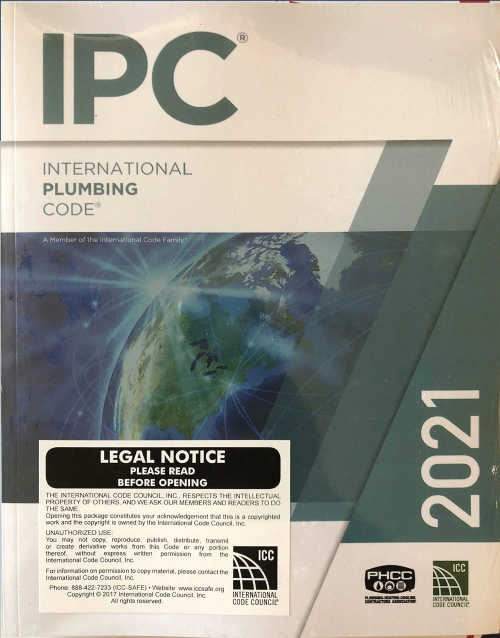 IPC®
INTERNATIONAL
PLUMBING
CODE®
A Member of the International Code Family®
2021
LEGAL NOTICE
PLEASE READ
BEFORE OPENING
THE INTERNATIONAL CODE COUNCIL, INC., RESPECTS THE INTELLECTUAL
PROPERTY OF OTHERS, AND WE ASK OUR MEMBERS AND READERS TO DO
THE SAME.
Opening this package constitutes your acknowledgement that this is a copyrighted
work and the copyright is owned by the International Code Council, Inc.
UNAUTHORIZED USE:
You may not copy, reproduce, publish, distribute, transmit
or create derivative works from this Code or any portion
thereof, without express written permission from the
International Code Council, Inc.
For information on permission to copy material, please contact the
International Code Council, Inc.
Phone: 888-422-7233 (ICC-SAFE) • Website: www.iccsafe.org
Copyright © 2017 International Code Council, Inc.
All rights reserved.
ICC
INTERNATIONAL
CODE COUNCIL®
PHCC
PLUMBING-HEATING-COOLING
CONTRACTORS ASSOCIATION®
ICC
INTERNATIONAL
CODE COUNCIL®